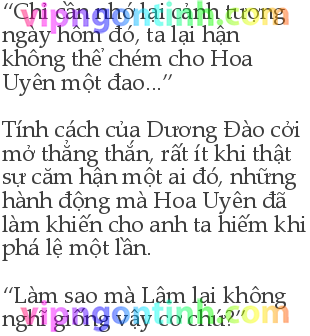 “Chỉ cần nhớ lại cảnh tượng
ngày hôm đó, ta lại hận
không thể chém cho Hoa
Uyên một đao...”
Tính cách của Dương Đào cởi
mở thẳng thắn, rất ít khi thật
sự căm hận một ai đó, những
hành động mà Hoa Uyên đã
làm khiến cho anh ta hiếm khi
phá lệ một lần.
“Làm sao mà Lâm lại không
nghĩ giống vậy cơ chứ?”
vipngontinh.com
vipngontinh.com